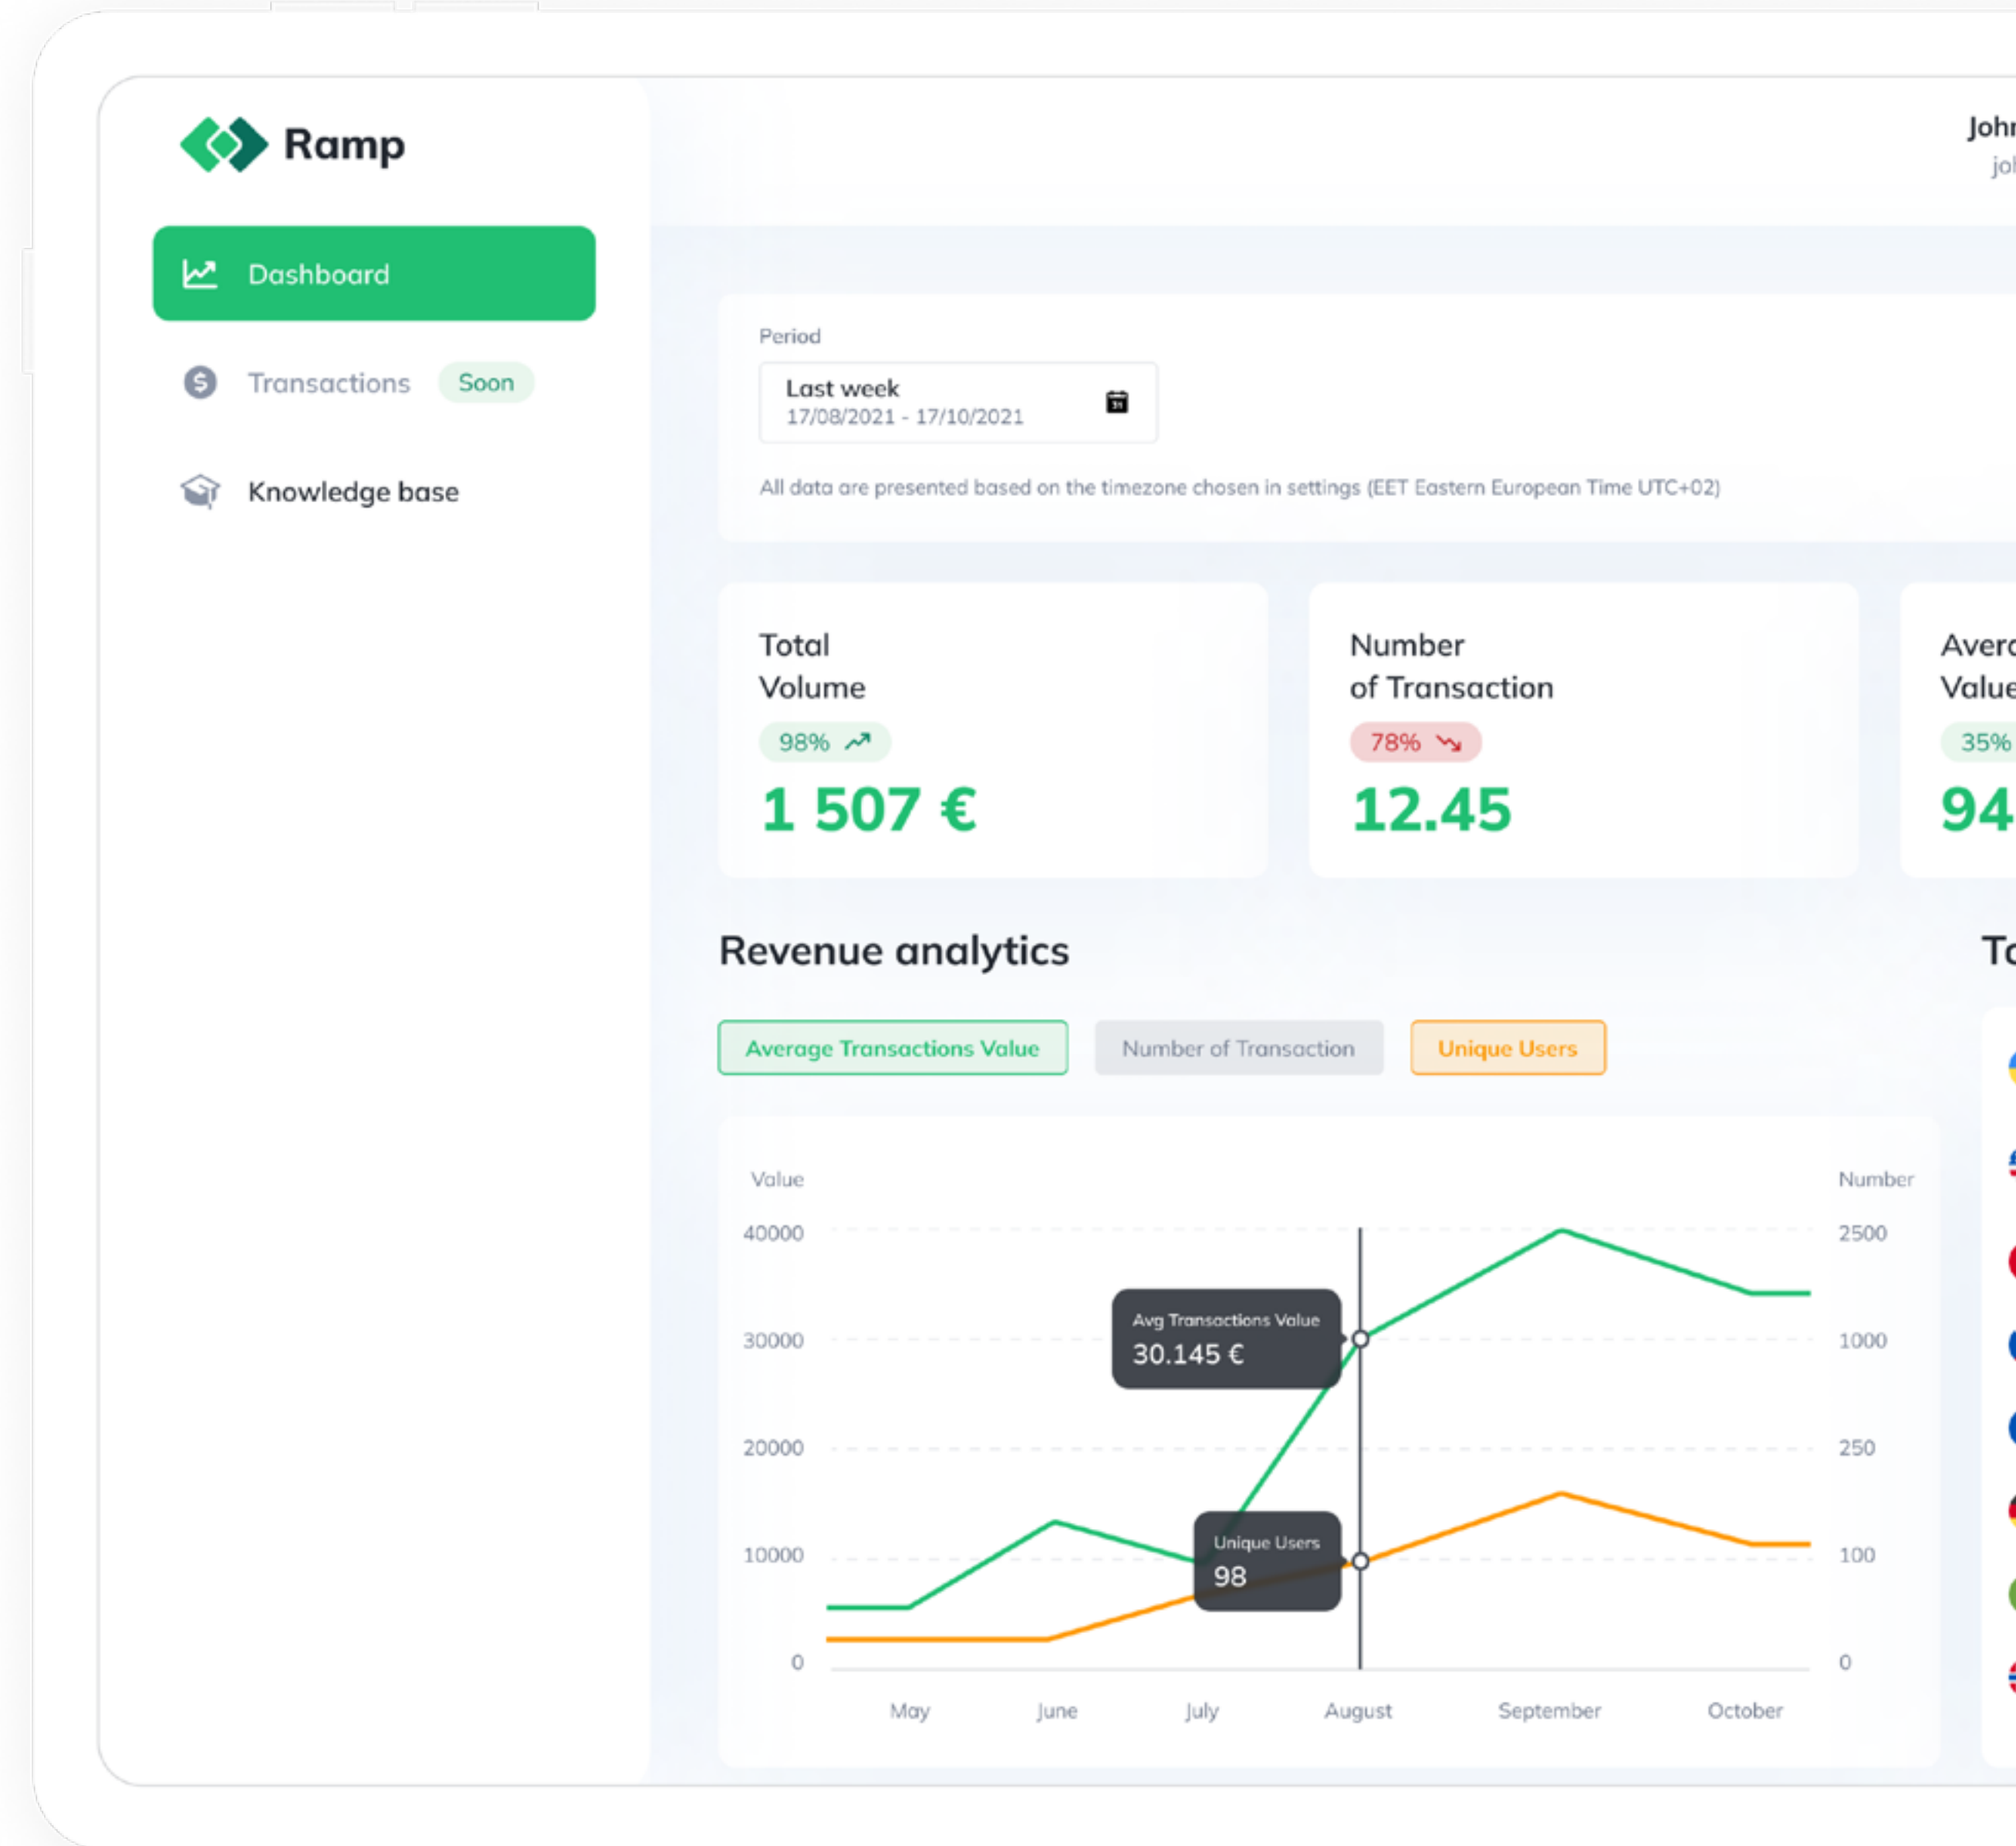 Ramp
Dashboard
Transactions Soon
Knowledge base
Period
Last week
17/08/2021 - 17/10/2021
31
All data are presented based on the timezone chosen in settings (EET Eastern European Time UTC+02)
Total
Volume
98%
1 507 €
Number
of Transaction
78%
12.45
Value
35%
94
Revenue analytics
Average Transactions Value
Number of Transaction
Unique Users
Value
Number
40000
30000
20000
10000
0
2500
1000
250
100
0
Avg Transactions Value
30.145 €
Unique Users
98
May
June
July
August
September
October